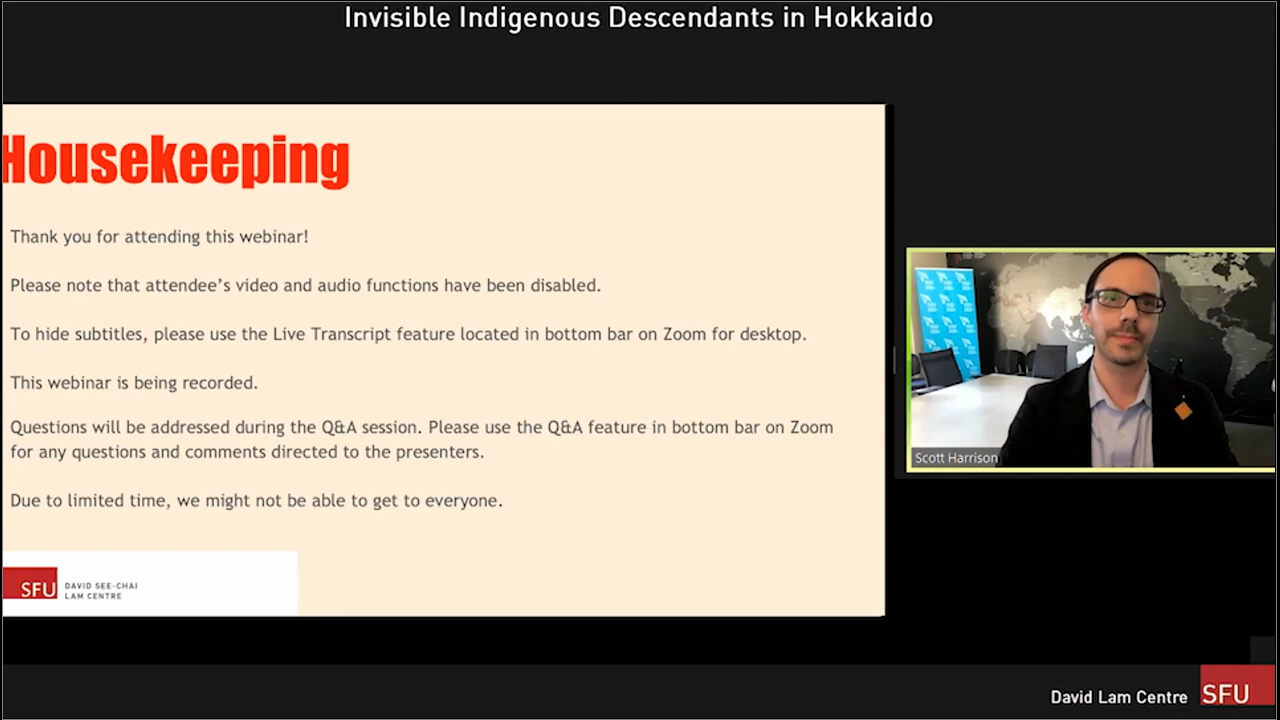 Invisible Indigenous Descendants in Hokkaido
Housekeeping
Thank you for attending this webinar!
Please note that attendee's video and audio functions have been disabled.
To hide subtitles, please use the Live Transcript feature located in bottom bar on Zoom for desktop.
This webinar is being recorded.
Questions will be addressed during the Q&A session. Please use the Q&A feature in bottom bar on Zoom
for any questions and comments directed to the presenters.
Due to limited time, we might not be able to get to everyone.
SFU DAVID SEE-CHAI
LAM CENTRE
Scott Harrison
David Lam Centre SFU